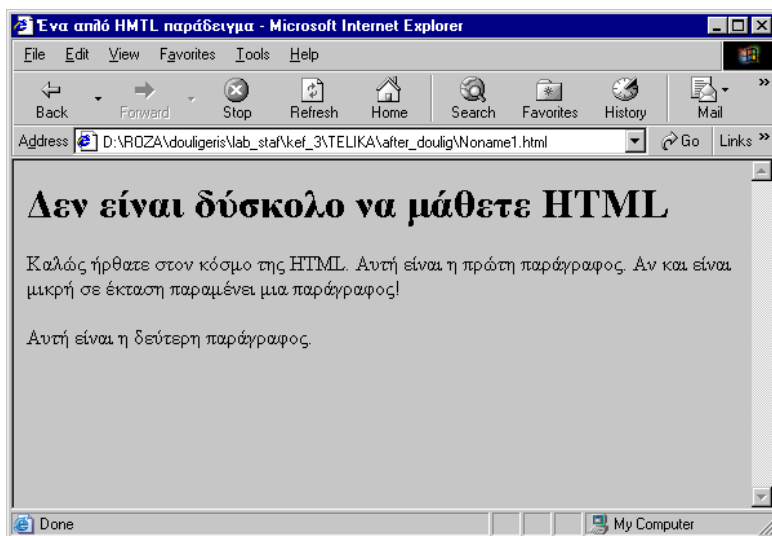 Ένα απλό HMTL παράδειγμα - Microsoft Internet Explorer
File Edit View Favorites Tools Help
Back Forward Stop Refresh Home Search Favorites History Mail »
Address D:\ROZA\douligeris\lab_staf\kef_3\TELIKA\after_doulig\Noname1.html Go Links »
Δεν είναι δύσκολο να μάθετε HTML
Καλώς ήρθατε στον κόσμο της HTML. Αυτή είναι η πρώτη παράγραφος. Αν και είναι
μικρή σε έκταση παραμένει μια παράγραφος!
Αυτή είναι η δεύτερη παράγραφος.
Done My Computer